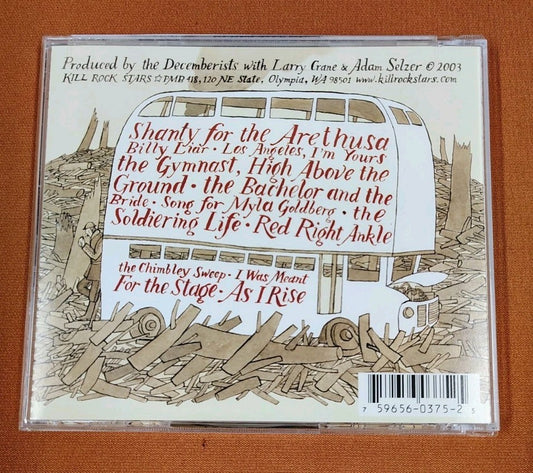 Produced by the Decemberists with Larry Crane & Adam Selzer © 2003
KILL ROCK STARS ☆ PMB 418, 120 NE State, Olympia, WA 98501 www.killrockstars.com
Shanty for the Arethusa
Billy Liar · Los Angeles, I'm Yours
the Gymnast, High Above the
Ground · the Bachelor and the
Bride · Song for Myla Goldberg · the
Soldiering Life · Red Right Ankle
the Chimbley Sweep · I Was Meant
For the Stage · As I Rise
7 59656-0375-2 5